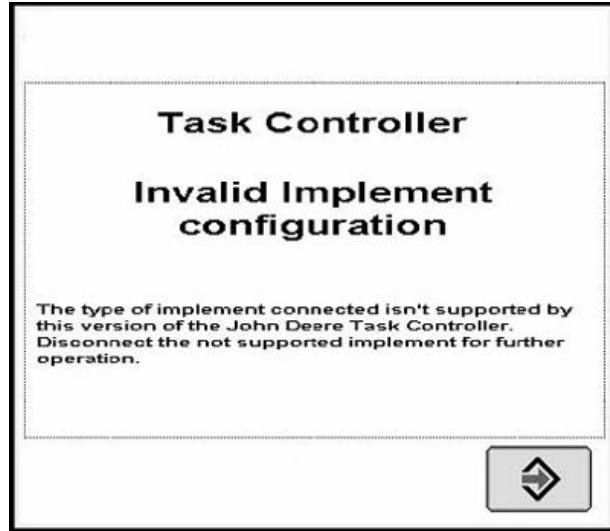 Task Controller
Invalid Implement
configuration
The type of implement connected isn't supported by
this version of the John Deere Task Controller.
Disconnect the not supported implement for further
operation.